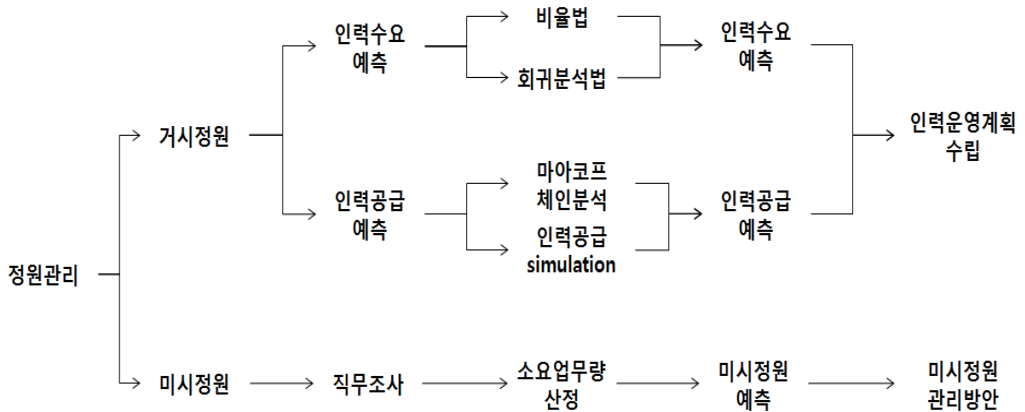 정원관리
거시정원
인력수요
예측
비율법
회귀분석법
인력수요
예측
인력공급
예측
마아코프
체인분석
인력공급
simulation
인력공급
예측
인력운영계획
수립
미시정원
직무조사
소요업무량
산정
미시정원
예측
미시정원
관리방안